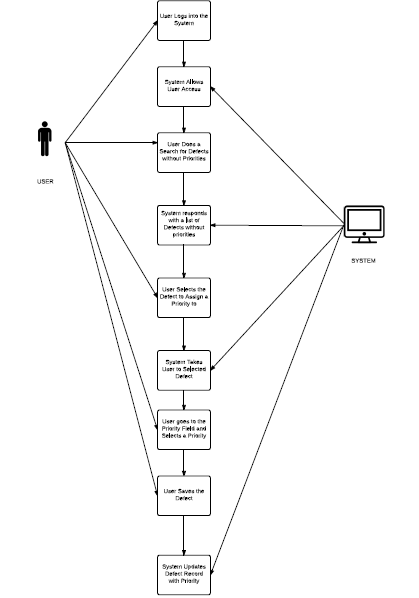 User Logs into the
System
System Allows
User Access
User Does a
Search for Defects
without Priorities
USER
System responds
with a list of
Defects without
priorities
SYSTEM
User Selects the
Defect to Assign a
Priority to
System Takes
User to Selected
Defect
User goes to the
Priority Field and
Selects a Priority
User Saves the
Defect
System Updates
Defect Record
with Priority